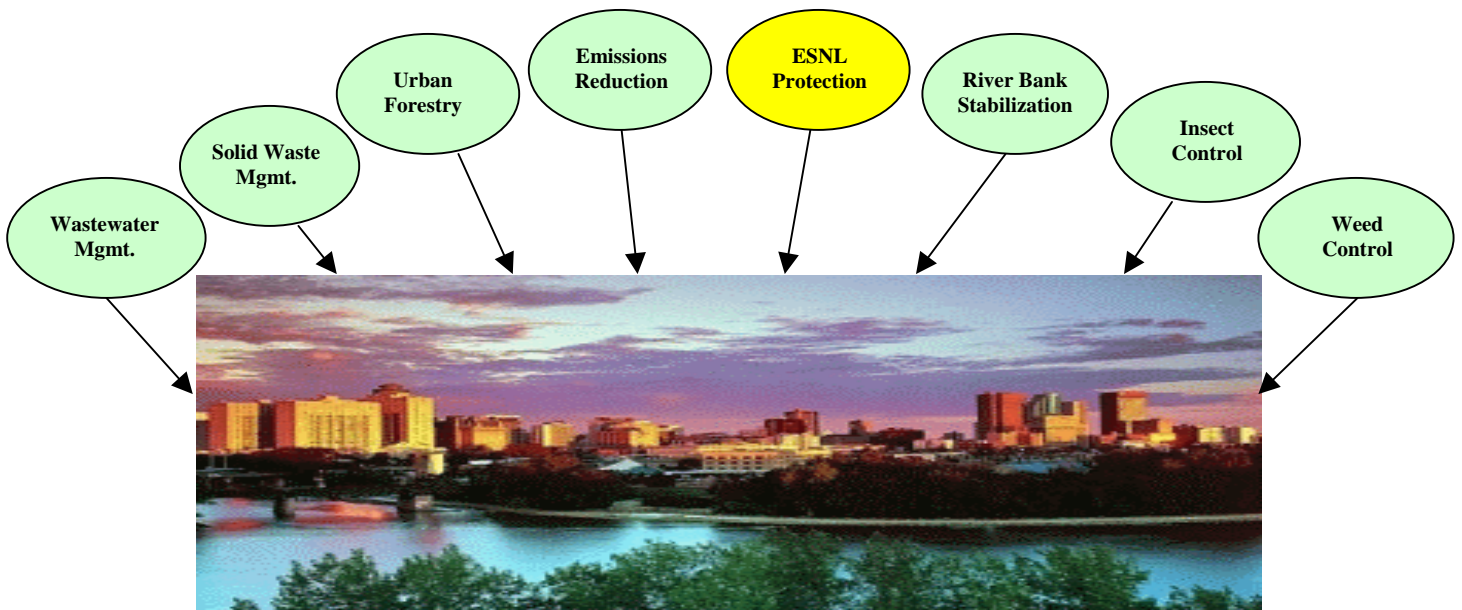 Wastewater
Mgmt.
Solid Waste
Mgmt.
Urban
Forestry
Emissions
Reduction
ESNL
Protection
River Bank
Stabilization
Insect
Control
Weed
Control